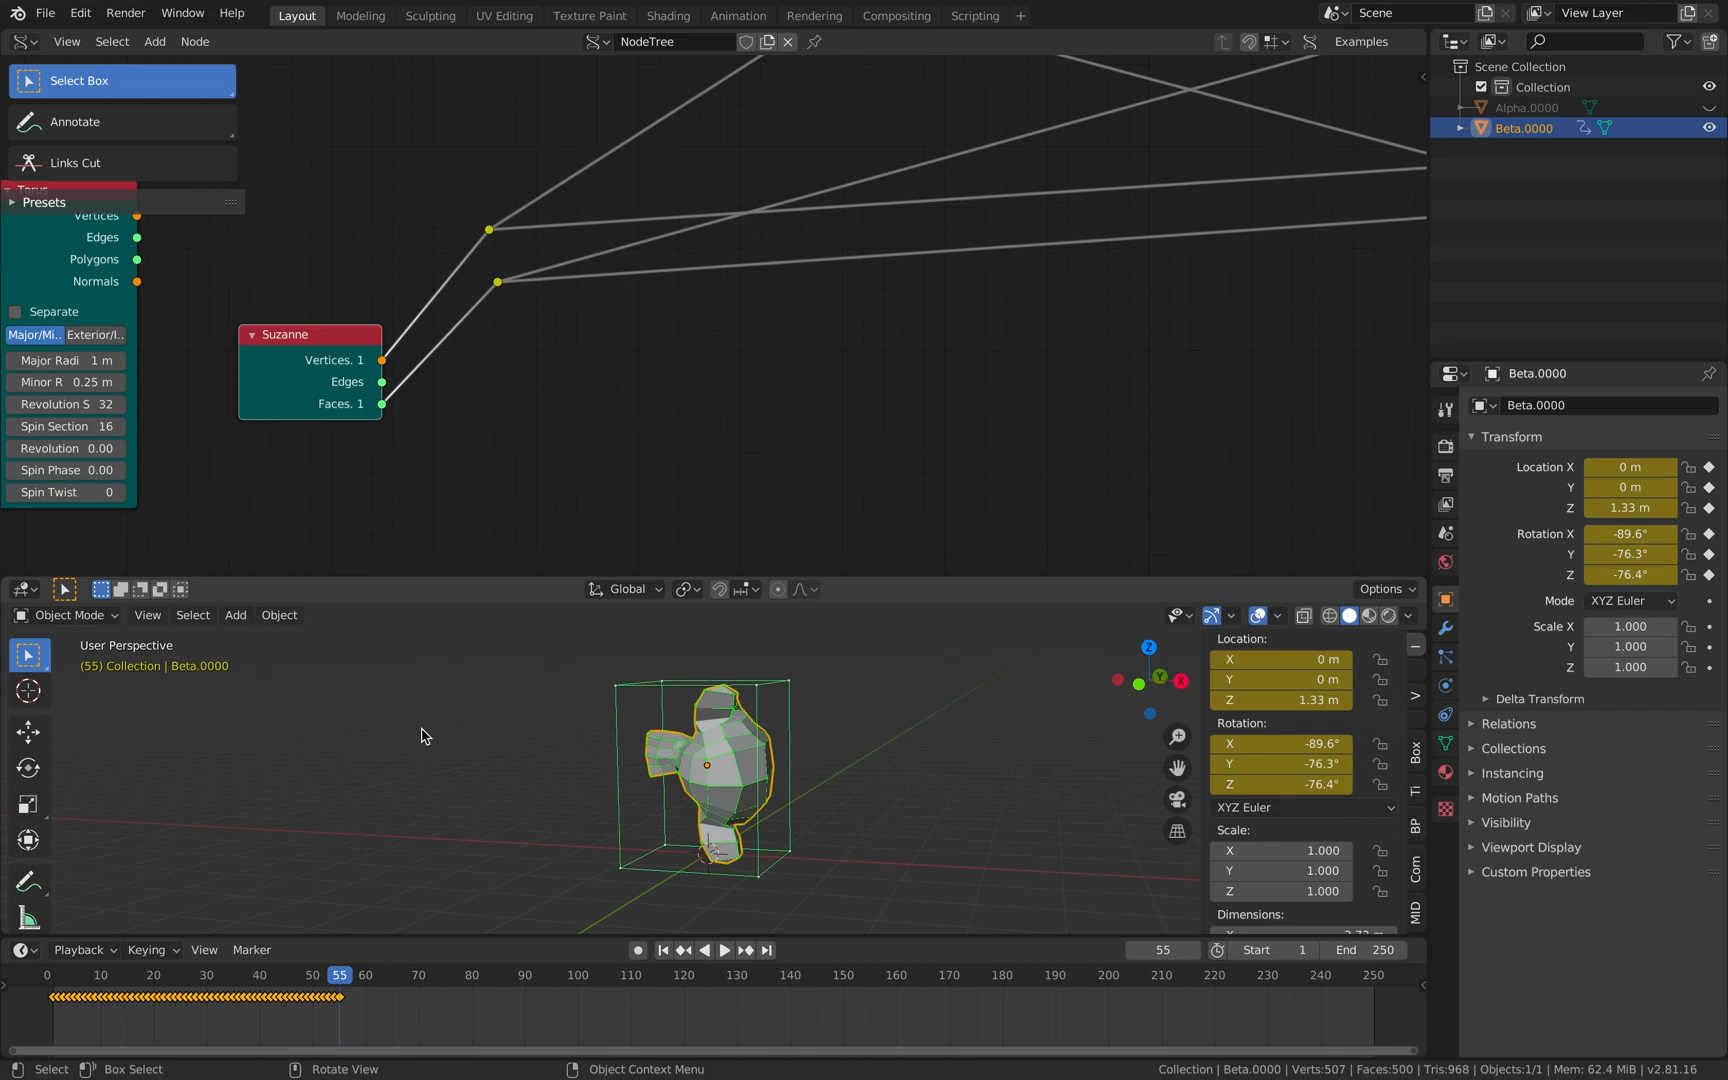 File Edit Render Window Help
Layout Modeling Sculpting UV Editing Texture Paint Shading Animation Rendering Compositing Scripting +
Scene
View Layer
View Select Add Node
NodeTree
Examples
Select Box
Annotate
Links Cut
Presets
Vertices
Edges
Polygons
Normals
Separate
Major/Mi.. Exterior/I..
Major Radi 1 m
Minor R 0.25 m
Revolution S 32
Spin Section 16
Revolution 0.00
Spin Phase 0.00
Spin Twist 0
Suzanne
Vertices. 1
Edges
Faces. 1
Scene Collection
Collection
Alpha.0000
Beta.0000
Beta.0000
Beta.0000
Transform
Location X 0 m
Y 0 m
Z 1.33 m
Rotation X -89.6°
Y -76.3°
Z -76.4°
Mode XYZ Euler
Scale X 1.000
Y 1.000
Z 1.000
Delta Transform
Relations
Collections
Instancing
Motion Paths
Visibility
Viewport Display
Custom Properties
Global
Options
Object Mode View Select Add Object
User Perspective
(55) Collection | Beta.0000
Z
Y
X
Location:
X 0 m
Y 0 m
Z 1.33 m
Rotation:
X -89.6°
Y -76.3°
Z -76.4°
XYZ Euler
Scale:
X 1.000
Y 1.000
Z 1.000
Dimensions:
V
Box
Ti
BP
Com
MID
Playback Keying View Marker
55
Start 1
End 250
0 10 20 30 40 50 55 60 70 80 90 100 110 120 130 140 150 160 170 180 190 200 210 220 230 240 250
Select Box Select Rotate View Object Context Menu
Collection | Beta.0000 | Verts:507 | Faces:500 | Tris:968 | Objects:1/1 | Mem: 62.4 MiB | v2.81.16